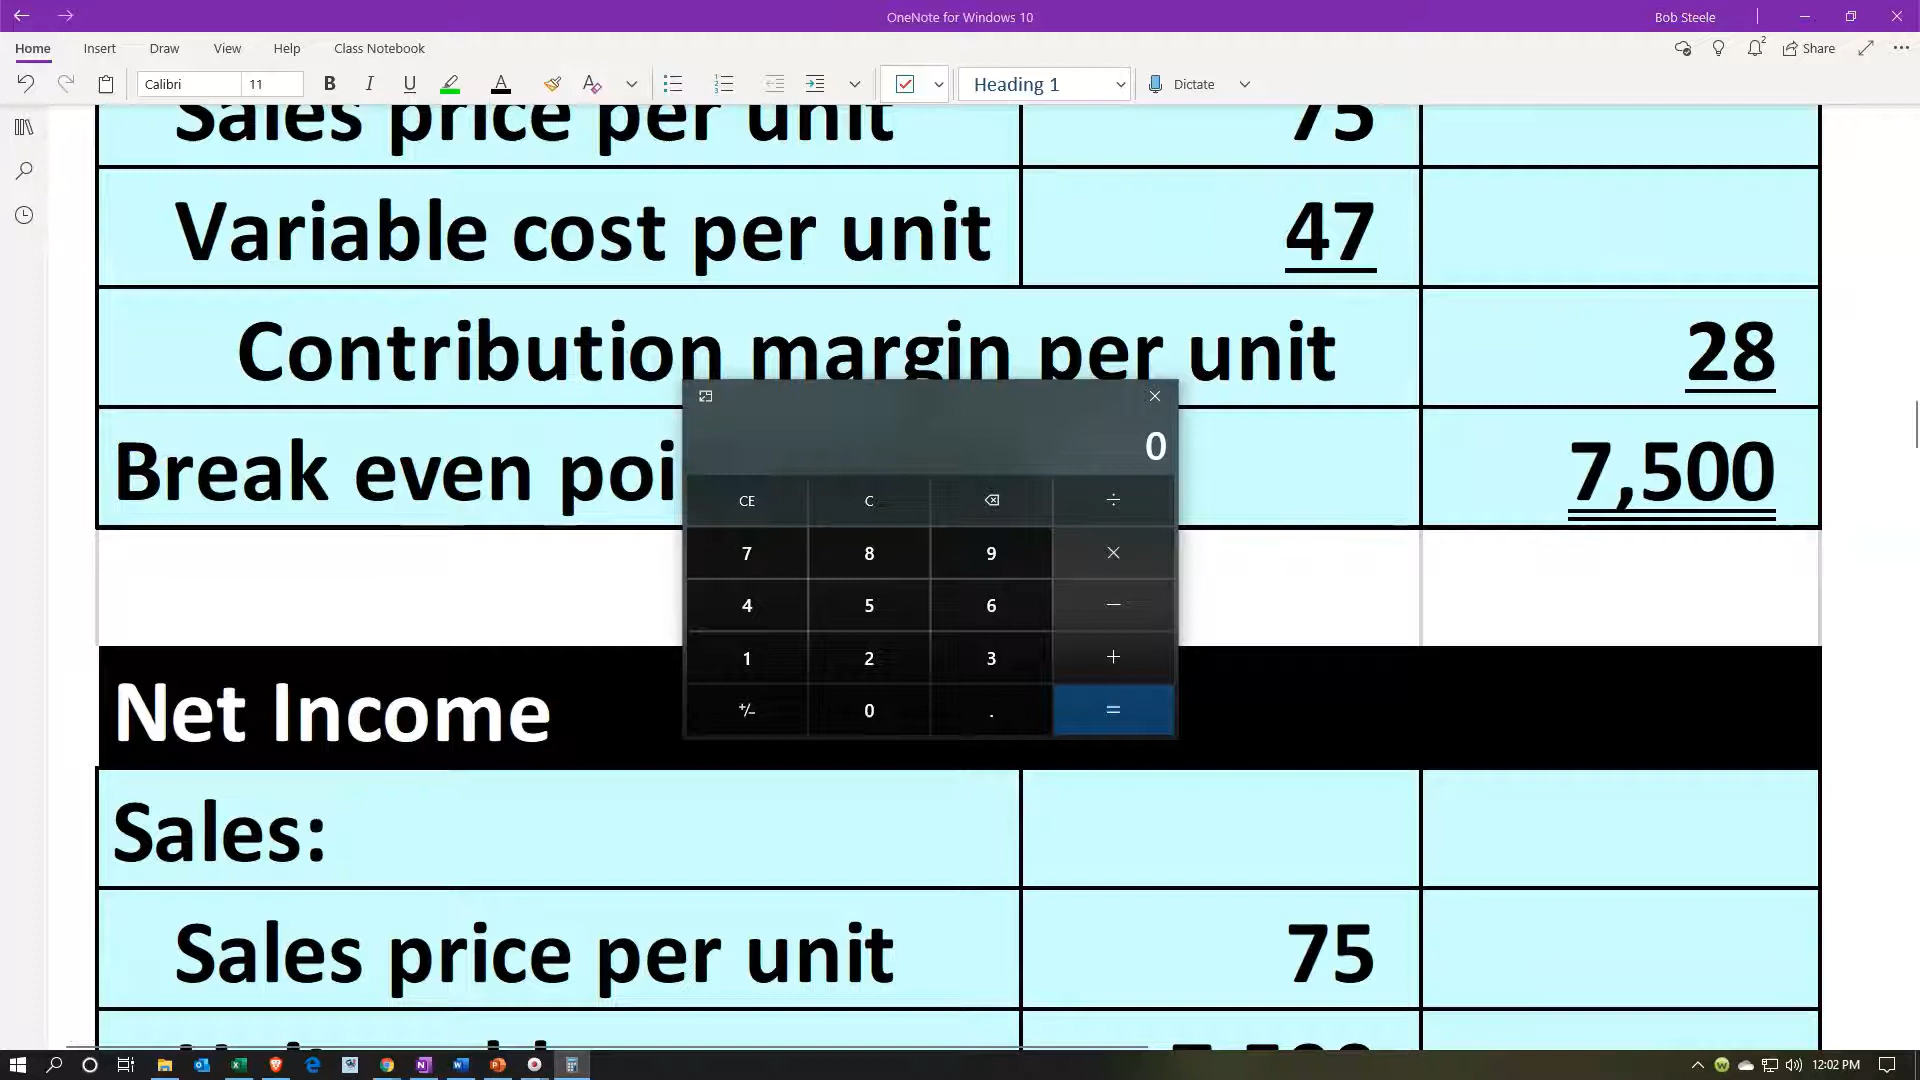 OneNote for Windows 10
Bob Steele
Home Insert Draw View Help Class Notebook
2
Share
Calibri 11 B I U A Heading 1 Dictate
Sales price per unit 75
Variable cost per unit 47
Contribution margin per unit 28
Break even poi 7,500
0
CE C ÷
7 8 9 ×
4 5 6 −
1 2 3 +
+/− 0 . =
Net Income
Sales:
Sales price per unit 75
12:02 PM